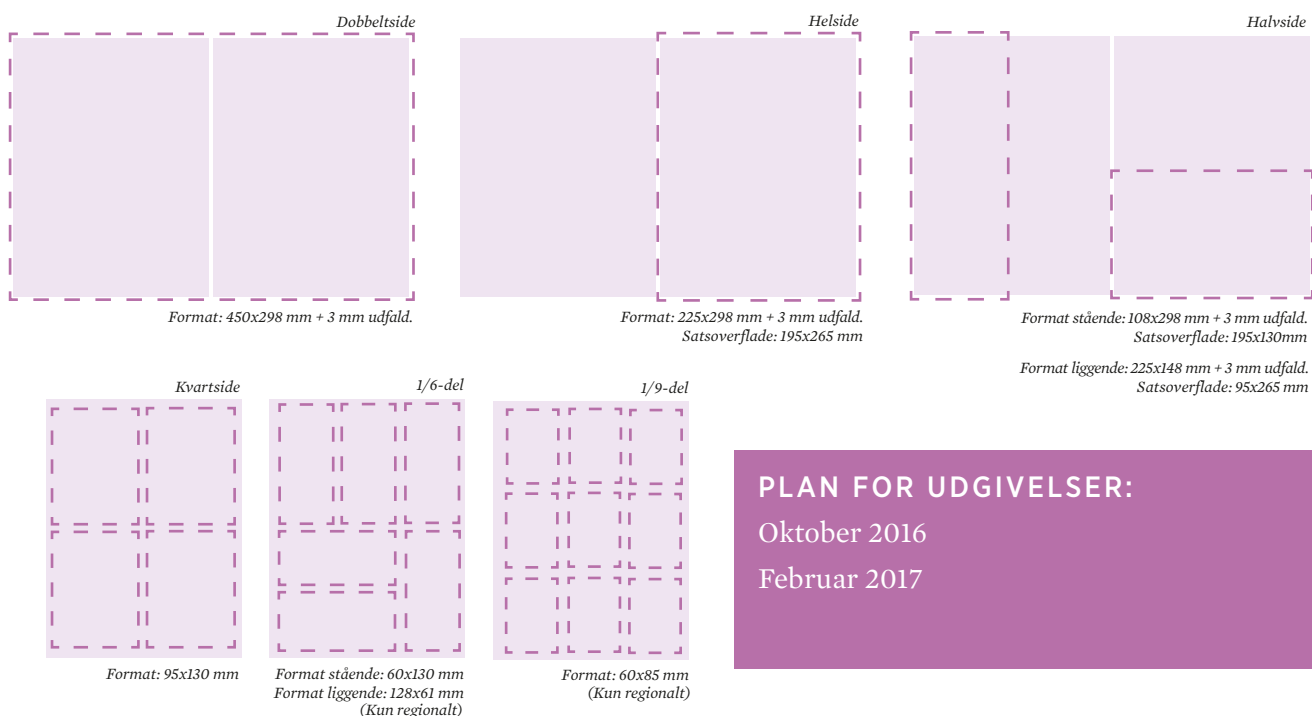 Dobbeltside
Format: 450x298 mm + 3 mm udfald.
Helside
Format: 225x298 mm + 3 mm udfald.
Satsoverflade: 195x265 mm
Halvside
Format stående: 108x298 mm + 3 mm udfald.
Satsoverflade: 195x130mm
Format liggende: 225x148 mm + 3 mm udfald.
Satsoverflade: 95x265 mm
Kvartside
Format: 95x130 mm
1/6-del
Format stående: 60x130 mm
Format liggende: 128x61 mm
(Kun regionalt)
1/9-del
Format: 60x85 mm
(Kun regionalt)
PLAN FOR UDGIVELSER:
Oktober 2016
Februar 2017